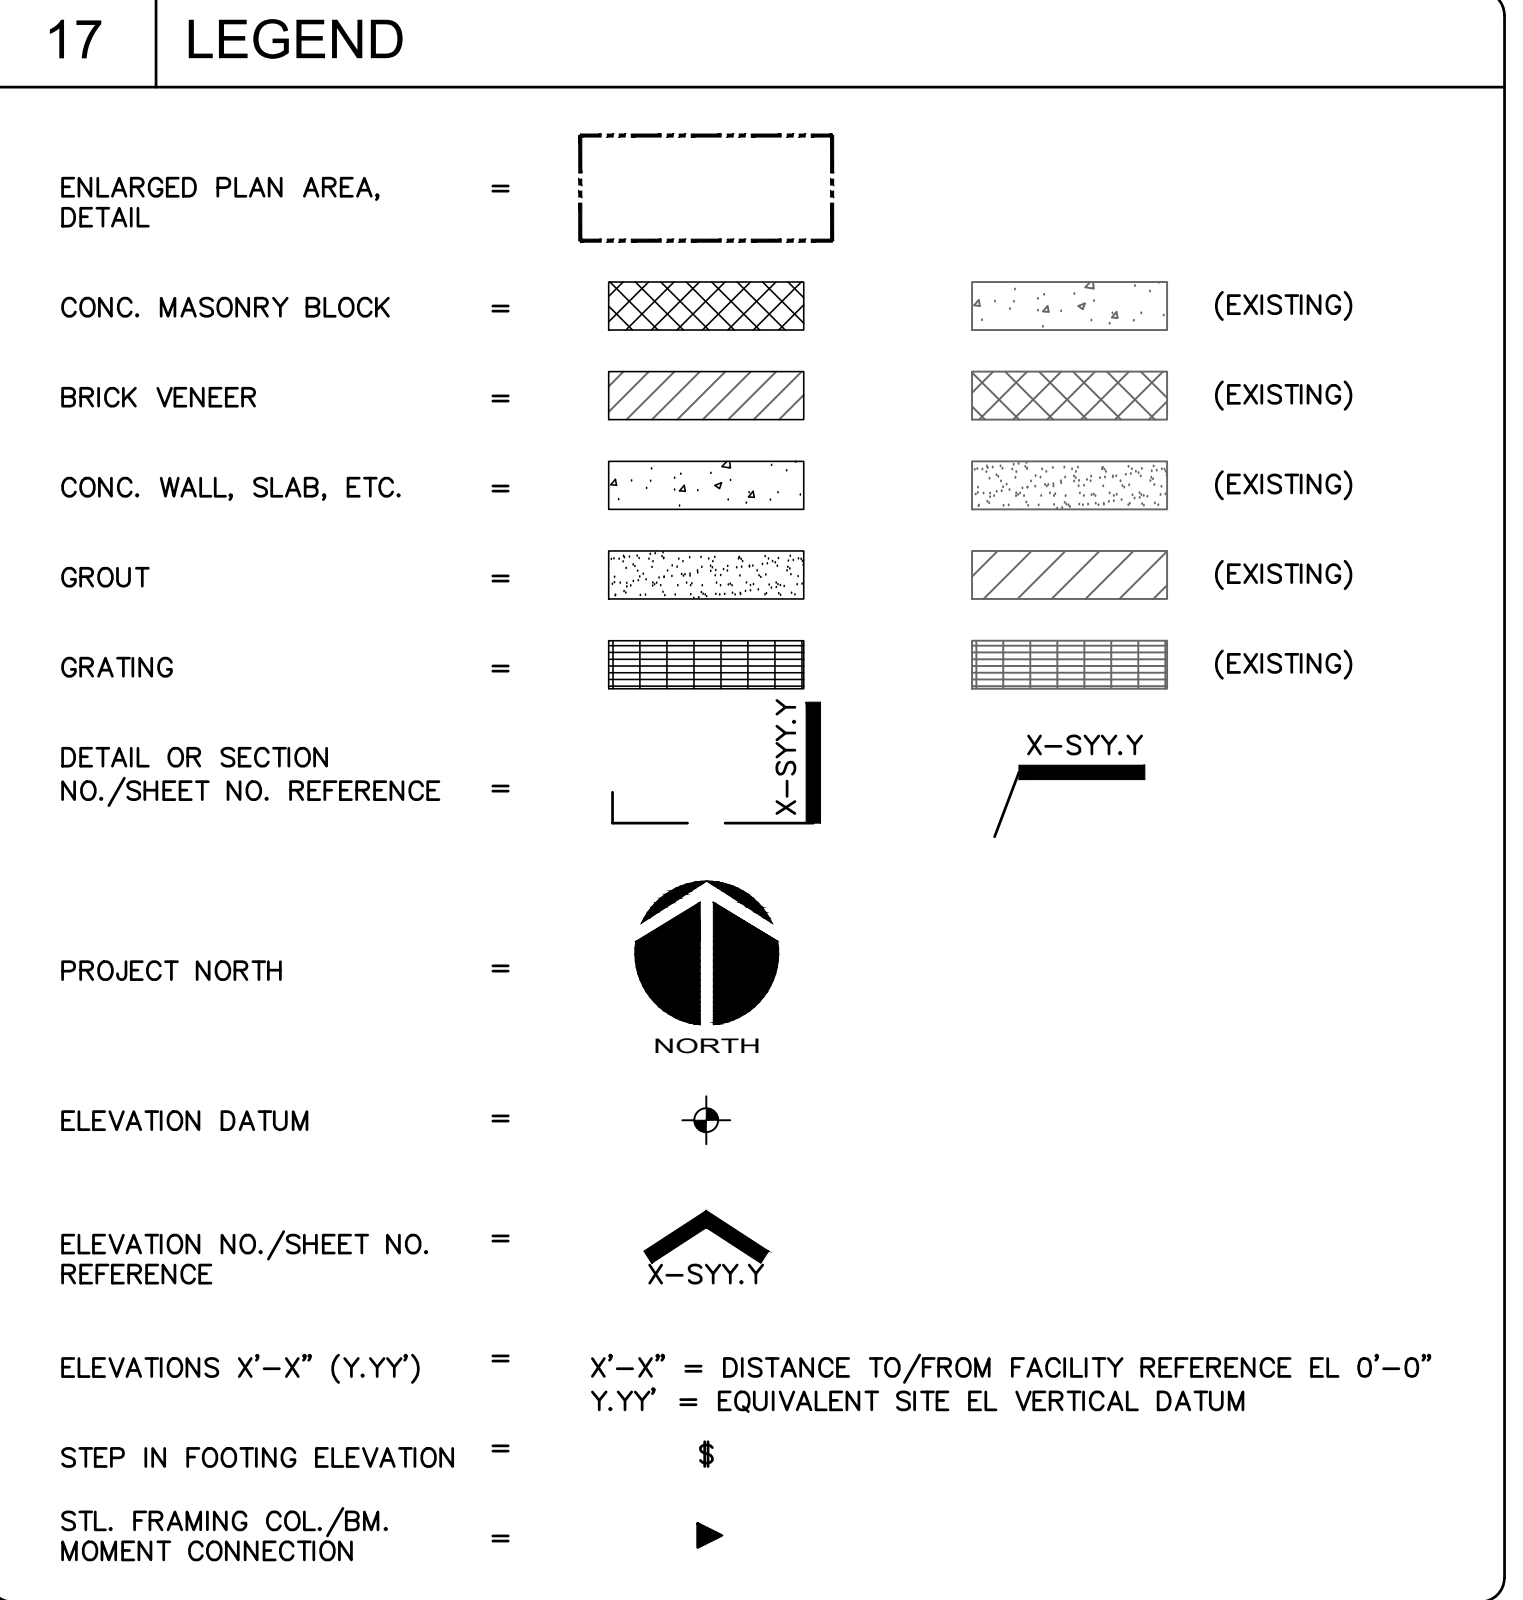 17 LEGEND
ENLARGED PLAN AREA, =
DETAIL
CONC. MASONRY BLOCK = (EXISTING)
BRICK VENEER = (EXISTING)
CONC. WALL, SLAB, ETC. = (EXISTING)
GROUT = (EXISTING)
GRATING = (EXISTING)
DETAIL OR SECTION
NO./SHEET NO. REFERENCE = X-SYY.Y X-SYY.Y
PROJECT NORTH =
NORTH
ELEVATION DATUM =
ELEVATION NO./SHEET NO. =
REFERENCE X-SYY.Y
ELEVATIONS X'-X" (Y.YY') = X'-X" = DISTANCE TO/FROM FACILITY REFERENCE EL 0'-0"
Y.YY' = EQUIVALENT SITE EL VERTICAL DATUM
STEP IN FOOTING ELEVATION = $
STL. FRAMING COL./BM. =
MOMENT CONNECTION